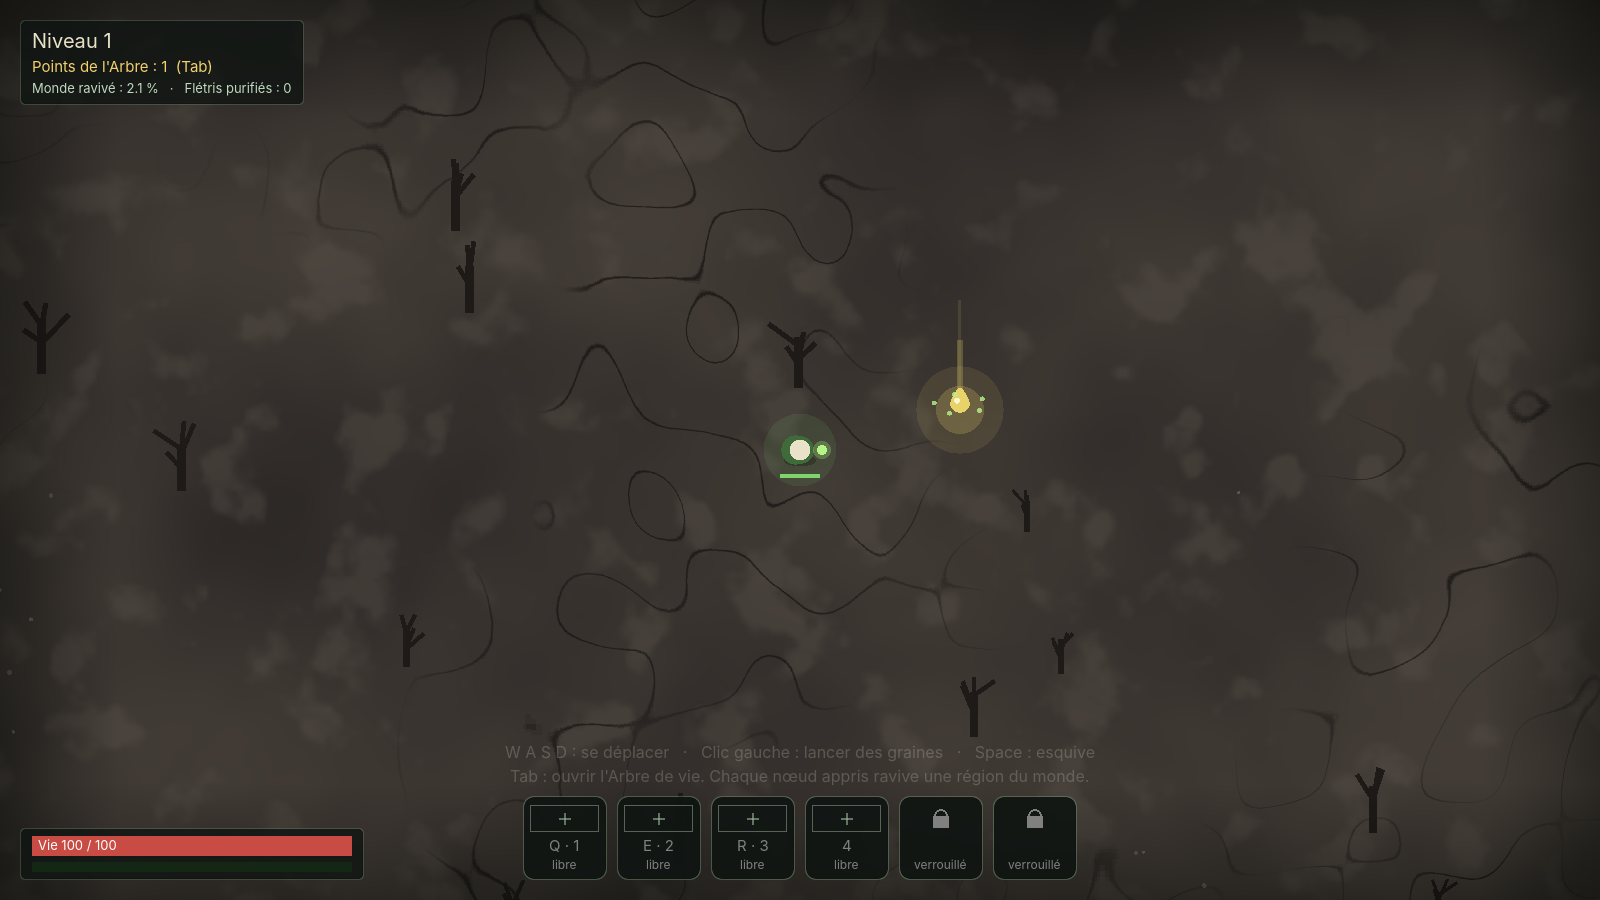 Niveau 1
Points de l'Arbre : 1 (Tab)
Monde ravivé : 2.1 % · Flétris purifiés : 0
W A S D : se déplacer · Clic gauche : lancer des graines · Space : esquive
Tab : ouvrir l'Arbre de vie. Chaque nœud appris ravive une région du monde.
Vie 100 / 100
Q · 1
libre
E · 2
libre
R · 3
libre
4
libre
verrouillé
verrouillé